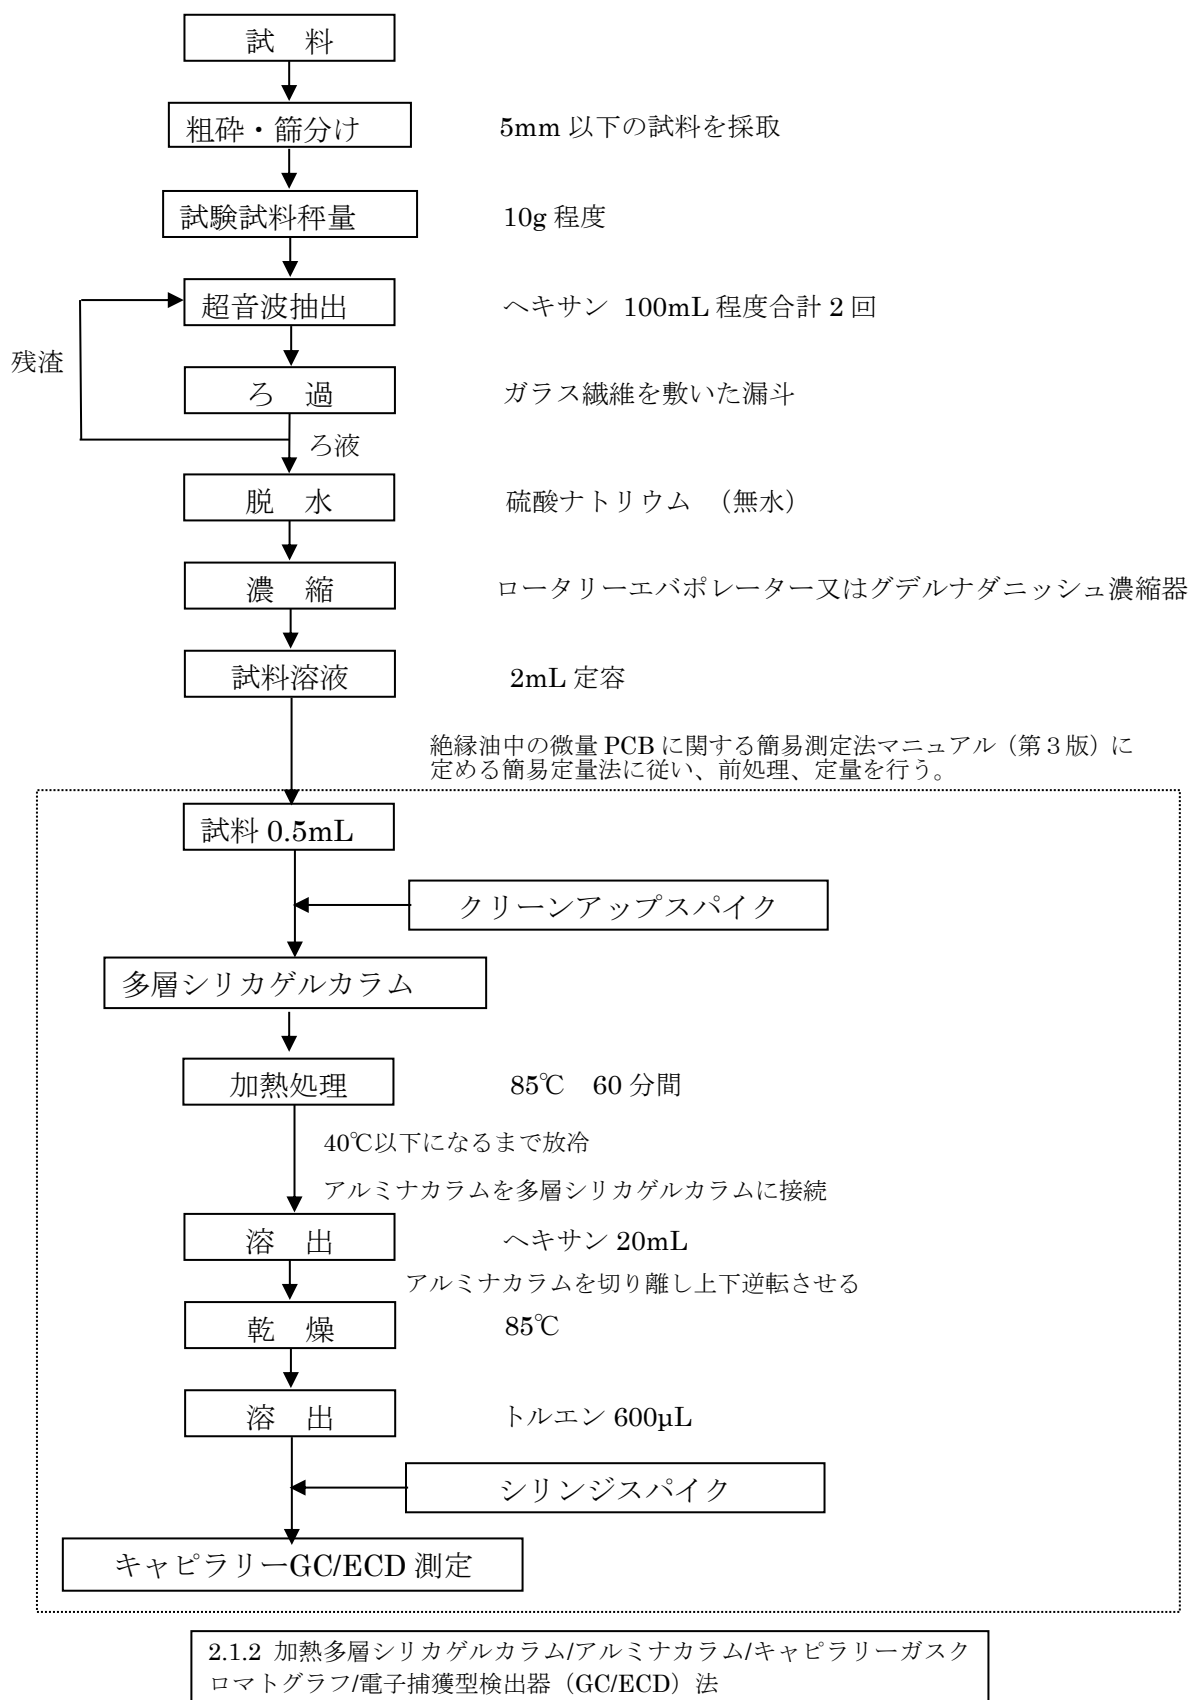 試　料
粗砕・篩分け
5mm 以下の試料を採取
試験試料秤量
10g 程度
超音波抽出
ヘキサン 100mL 程度合計 2 回
残渣
ろ　過
ガラス繊維を敷いた漏斗
ろ液
脱　水
硫酸ナトリウム　（無水）
濃　縮
ロータリーエバポレーター又はグデルナダニッシュ濃縮器
試料溶液
2mL 定容
絶縁油中の微量 PCB に関する簡易測定法マニュアル（第３版）に
定める簡易定量法に従い、前処理、定量を行う。
試料 0.5mL
クリーンアップスパイク
多層シリカゲルカラム
加熱処理
85℃　60 分間
40℃以下になるまで放冷
アルミナカラムを多層シリカゲルカラムに接続
溶　出
ヘキサン 20mL
アルミナカラムを切り離し上下逆転させる
乾　燥
85℃
溶　出
トルエン 600µL
シリンジスパイク
キャピラリーGC/ECD 測定
2.1.2 加熱多層シリカゲルカラム/アルミナカラム/キャピラリーガスク
ロマトグラフ/電子捕獲型検出器（GC/ECD）法